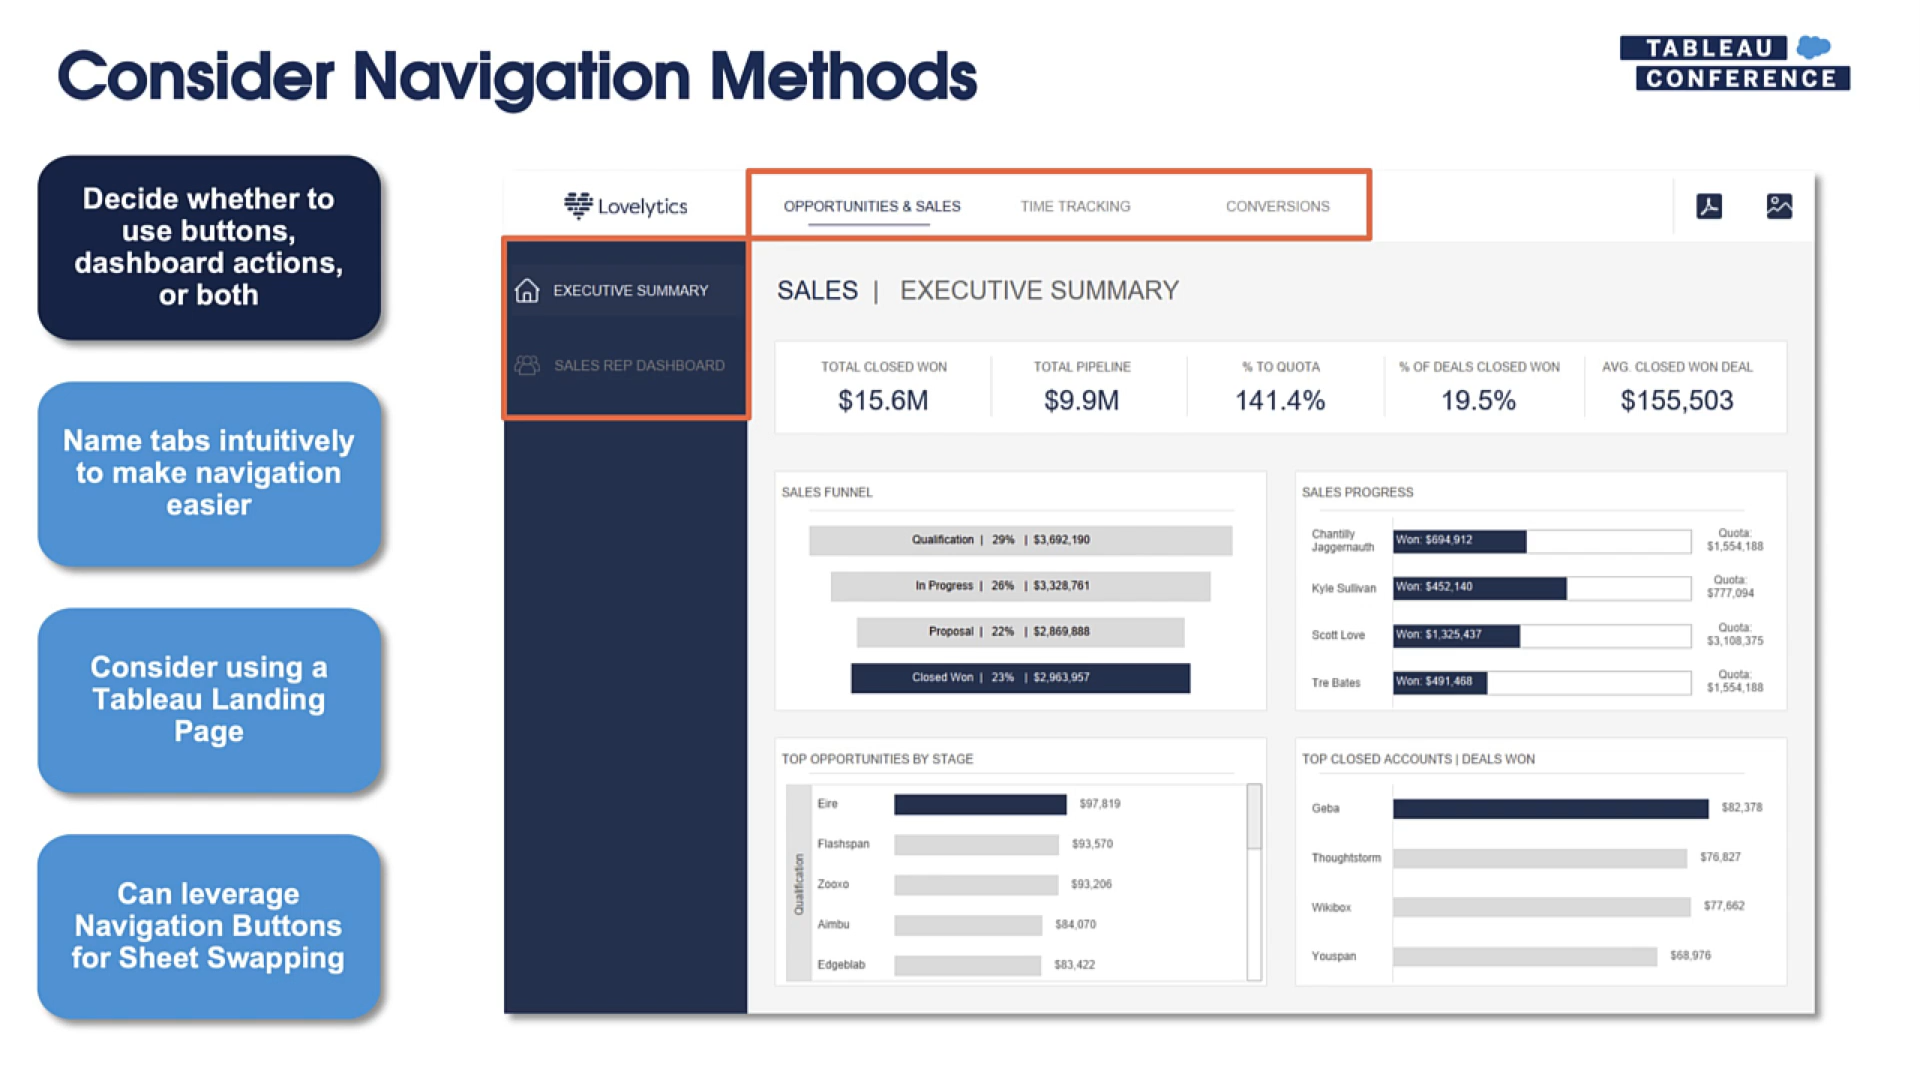 Consider Navigation Methods
TABLEAU
CONFERENCE
Decide whether to
use buttons,
dashboard actions,
or both
Name tabs intuitively
to make navigation
easier
Consider using a
Tableau Landing
Page
Can leverage
Navigation Buttons
for Sheet Swapping
Lovelytics
OPPORTUNITIES & SALES
TIME TRACKING
CONVERSIONS
EXECUTIVE SUMMARY
SALES REP DASHBOARD
SALES | EXECUTIVE SUMMARY
TOTAL CLOSED WON
$15.6M
TOTAL PIPELINE
$9.9M
% TO QUOTA
141.4%
% OF DEALS CLOSED WON
19.5%
AVG. CLOSED WON DEAL
$155,503
SALES FUNNEL
Qualification | 29% | $3,692,190
In Progress | 26% | $3,328,761
Proposal | 22% | $2,869,888
Closed Won | 23% | $2,963,957
SALES PROGRESS
Chantilly
Jaggernauth
Won: $694,912
Quota:
$1,554,188
Kyle Sullivan
Won: $452,140
Quota:
$777,094
Scott Love
Won: $1,325,437
Quota:
$3,108,375
Tre Bates
Won: $491,468
Quota:
$1,554,188
TOP OPPORTUNITIES BY STAGE
Qualification
Eire
$97,819
Flashspan
$93,570
Zooxo
$93,206
Aimbu
$84,070
Edgeblab
$83,422
TOP CLOSED ACCOUNTS | DEALS WON
Geba
$82,378
Thoughtstorm
$76,827
Wikibox
$77,662
Youspan
$68,976